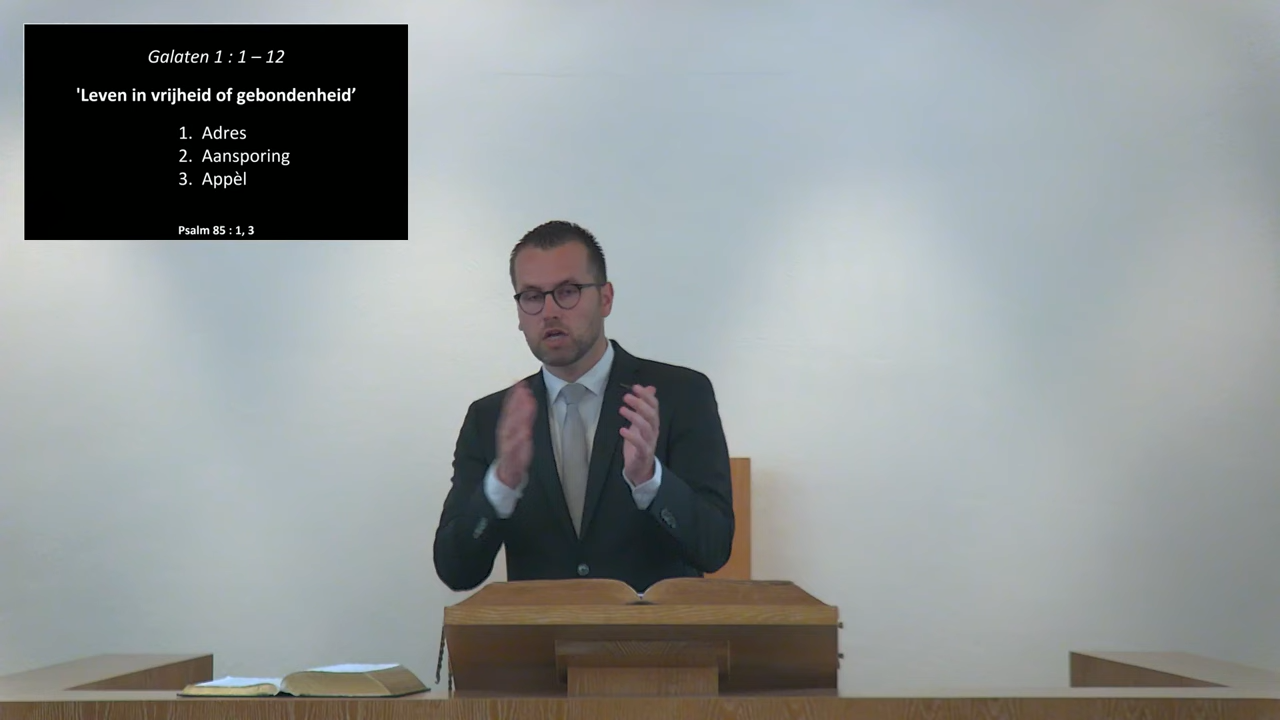 Galaten 1 : 1 – 12
'Leven in vrijheid of gebondenheid’
1. Adres
2. Aansporing
3. Appèl
Psalm 85 : 1, 3